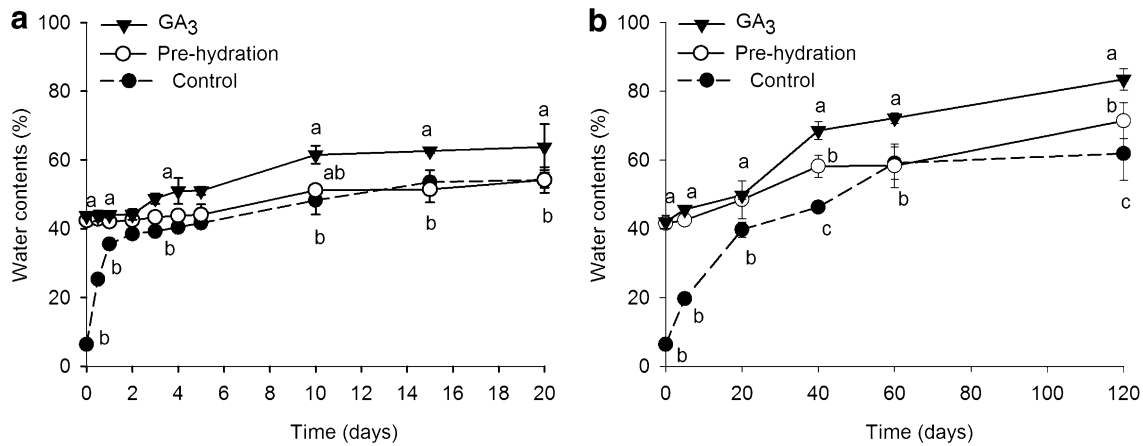 a
GA3
Pre-hydration
Control
100
80
60
40
20
0
Water contents (%)
a a a a a a
ab
b b b b b b
0 2 4 6 8 10 12 14 16 18 20
Time (days)
b
GA3
Pre-hydration
Control
100
80
60
40
20
0
Water contents (%)
a a a a a a
b b
b b b c b c
0 20 40 60 80 100 120
Time (days)